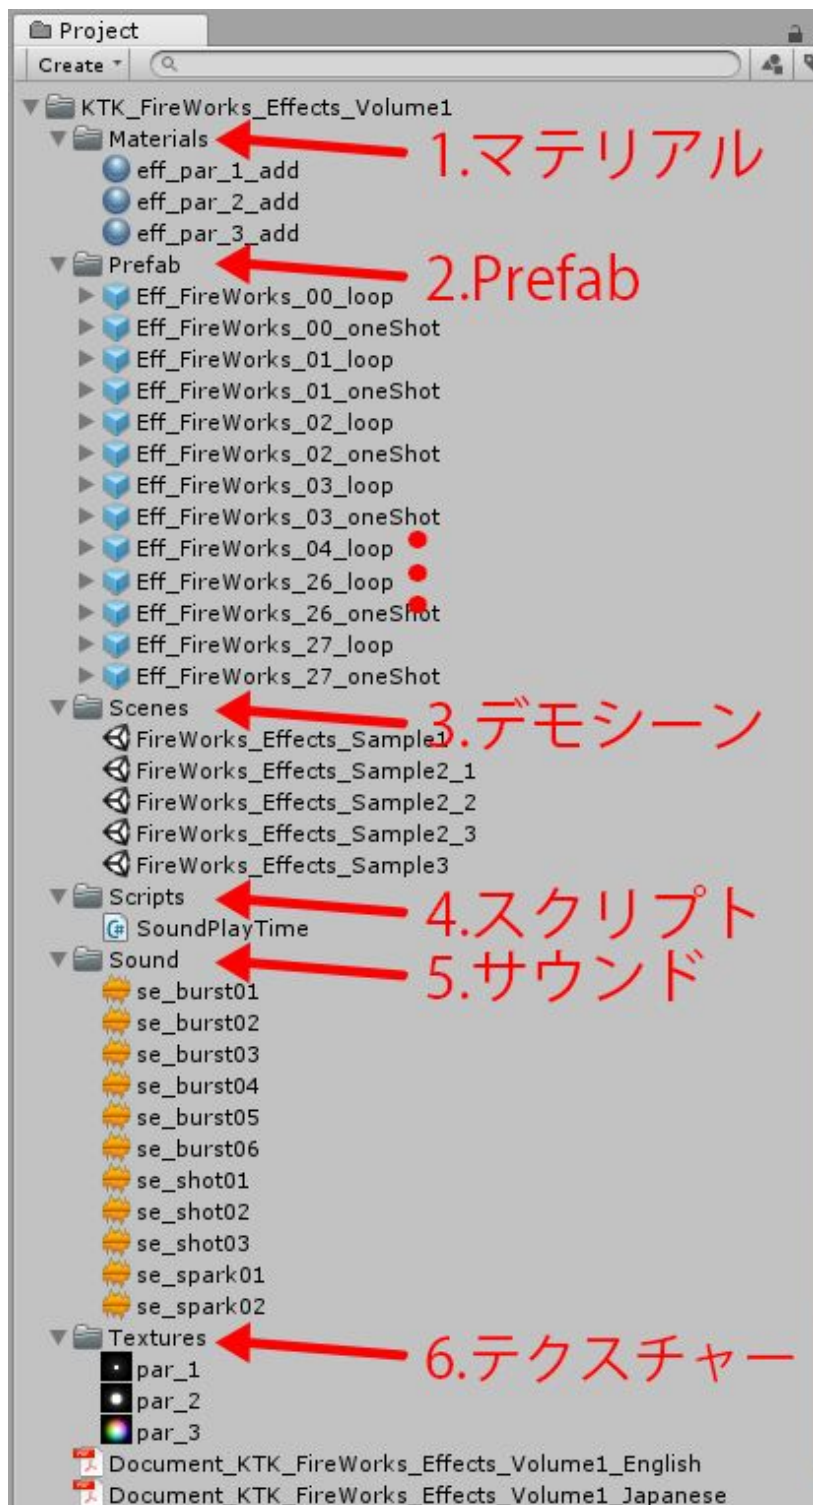 Project
Create
KTK_FireWorks_Effects_Volume1
Materials
1.マテリアル
eff_par_1_add
eff_par_2_add
eff_par_3_add
Prefab
2.Prefab
Eff_FireWorks_00_loop
Eff_FireWorks_00_oneShot
Eff_FireWorks_01_loop
Eff_FireWorks_01_oneShot
Eff_FireWorks_02_loop
Eff_FireWorks_02_oneShot
Eff_FireWorks_03_loop
Eff_FireWorks_03_oneShot
Eff_FireWorks_04_loop
Eff_FireWorks_26_loop
Eff_FireWorks_26_oneShot
Eff_FireWorks_27_loop
Eff_FireWorks_27_oneShot
Scenes
3.デモシーン
FireWorks_Effects_Sample1
FireWorks_Effects_Sample2_1
FireWorks_Effects_Sample2_2
FireWorks_Effects_Sample2_3
FireWorks_Effects_Sample3
Scripts
4.スクリプト
SoundPlayTime
Sound
5.サウンド
se_burst01
se_burst02
se_burst03
se_burst04
se_burst05
se_burst06
se_shot01
se_shot02
se_shot03
se_spark01
se_spark02
Textures
6.テクスチャー
par_1
par_2
par_3
Document_KTK_FireWorks_Effects_Volume1_English
Document_KTK_FireWorks_Effects_Volume1_Japanese